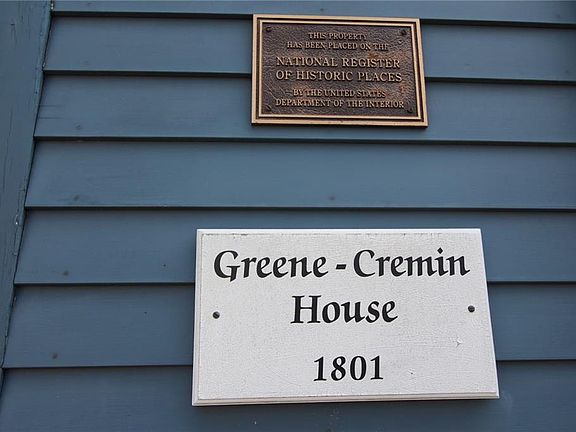 THIS PROPERTY
HAS BEEN PLACED ON THE
NATIONAL REGISTER
OF HISTORIC PLACES
BY THE UNITED STATES
DEPARTMENT OF THE INTERIOR
Greene-Cremin
House
1801